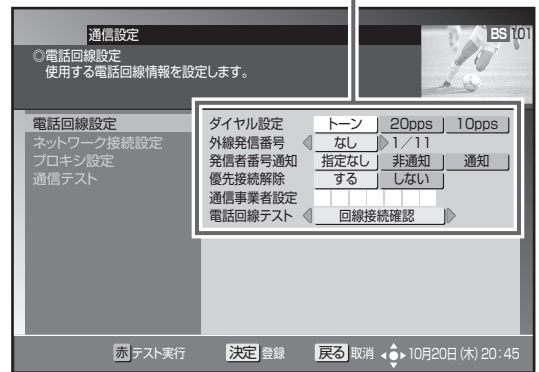 通信設定
BS 101
◎電話回線設定
使用する電話回線情報を設定します。
電話回線設定
ネットワーク接続設定
プロキシ設定
通信テスト
ダイヤル設定 トーン 20pps 10pps
外線発信番号 なし 1／11
発信者番号通知 指定なし 非通知 通知
優先接続解除 する しない
通信事業者設定
電話回線テスト 回線接続確認
赤 テスト実行 決定 登録 戻る 取消 10月20日(木) 20:45